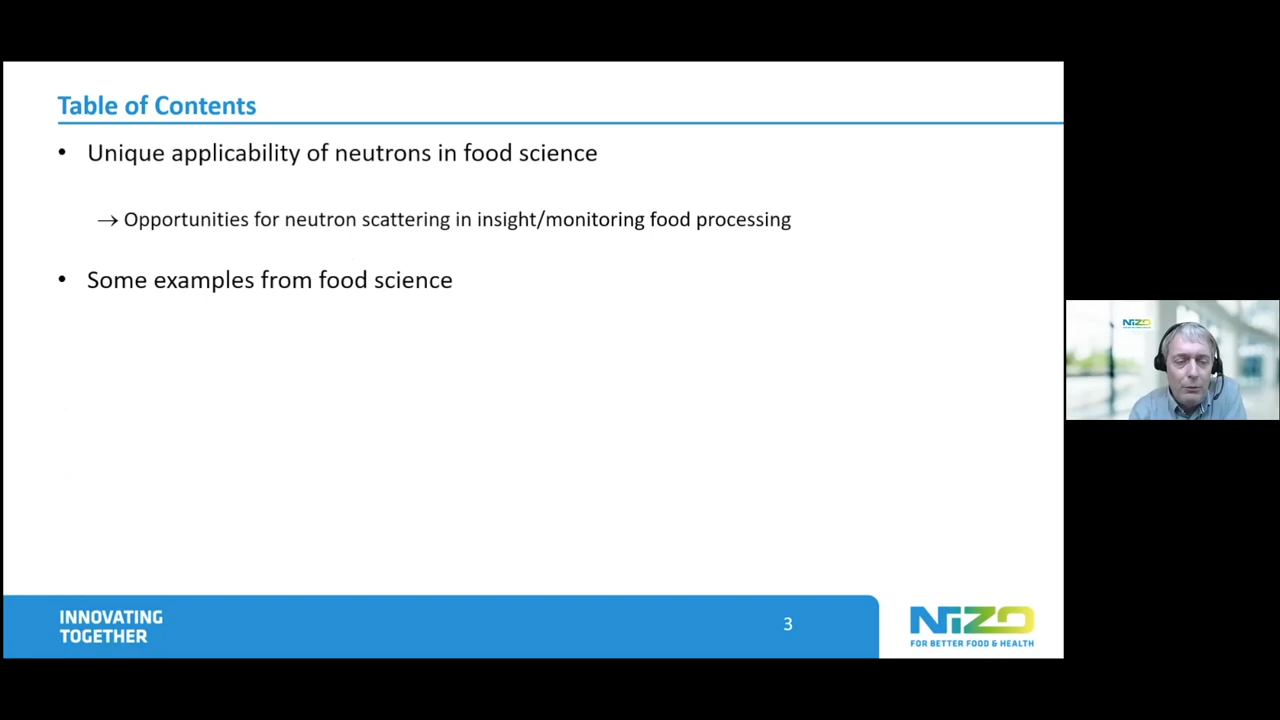 Table of Contents
• Unique applicability of neutrons in food science
→ Opportunities for neutron scattering in insight/monitoring food processing
• Some examples from food science
INNOVATING
TOGETHER
3
NIZO
FOR BETTER FOOD & HEALTH
NIZO